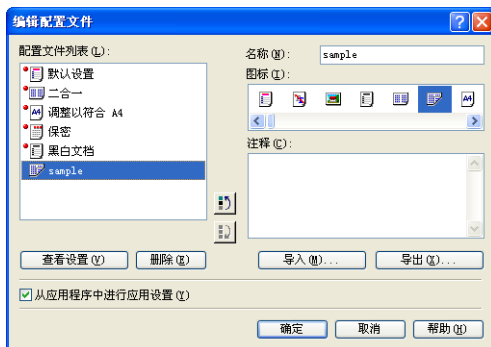 编辑配置文件
配置文件列表(L):
默认设置
二合一
A4 调整以符合 A4
保密
黑白文档
sample
查看设置(V)
删除(E)
名称(N):
sample
图标(I):
A4
注释(C):
导入(M)...
导出(X)...
从应用程序中进行应用设置(Y)
确定
取消
帮助(H)